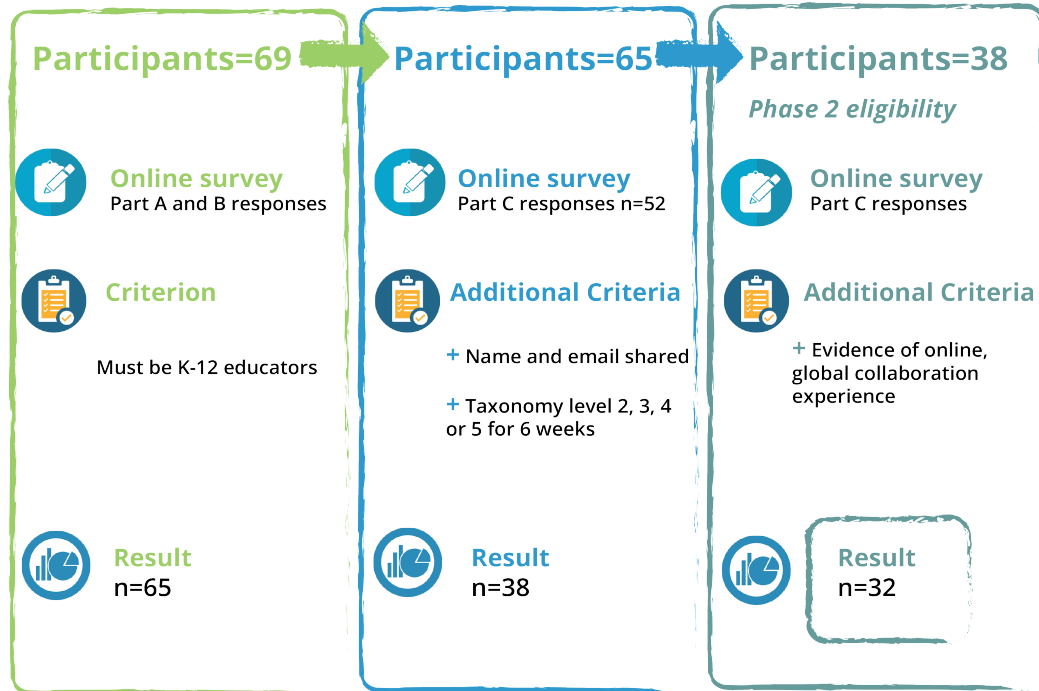 Participants=69
Online survey
Part A and B responses
Criterion
Must be K-12 educators
Result
n=65
Participants=65
Online survey
Part C responses n=52
Additional Criteria
+ Name and email shared
+ Taxonomy level 2, 3, 4
or 5 for 6 weeks
Result
n=38
Participants=38
Phase 2 eligibility
Online survey
Part C responses
Additional Criteria
+ Evidence of online,
global collaboration
experience
Result
n=32